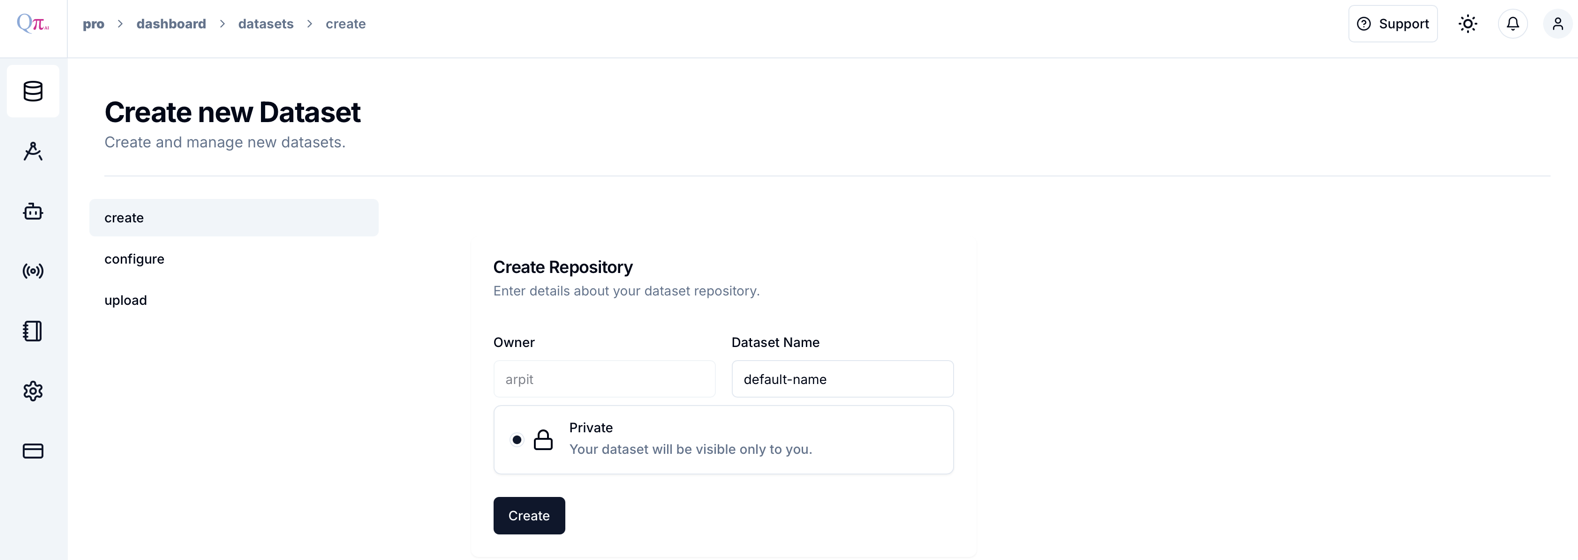 Qπ.AI
pro > dashboard > datasets > create
Support
Create new Dataset
Create and manage new datasets.
create
configure
upload
Create Repository
Enter details about your dataset repository.
Owner
Dataset Name
arpit
default-name
Private
Your dataset will be visible only to you.
Create